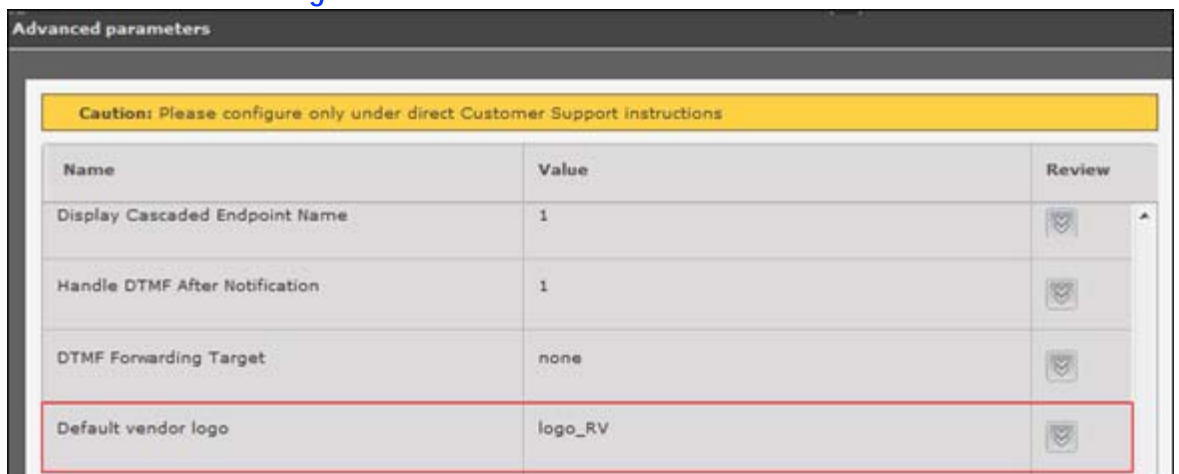 Advanced parameters
Caution: Please configure only under direct Customer Support instructions
Name Value Review
Display Cascaded Endpoint Name 1
Handle DTMF After Notification 1
DTMF Forwarding Target none
Default vendor logo logo_RV